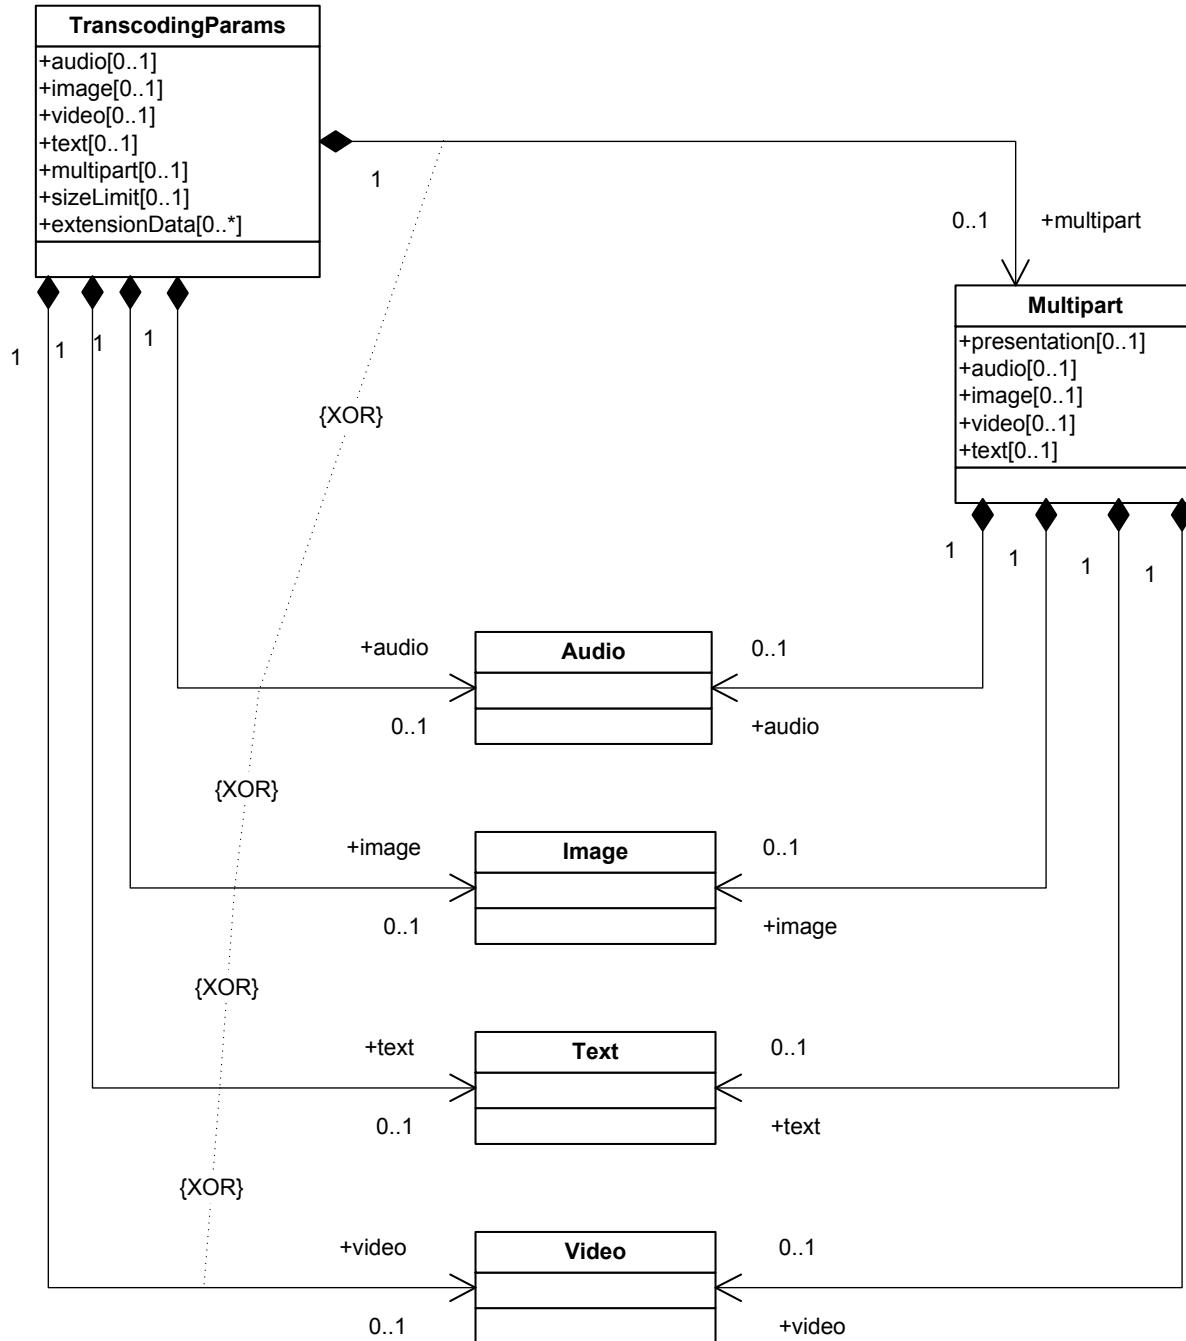 TranscodingParams
+audio[0..1]
+image[0..1]
+video[0..1]
+text[0..1]
+multipart[0..1]
+sizeLimit[0..1]
+extensionData[0..*]
1
0..1 +multipart
Multipart
+presentation[0..1]
+audio[0..1]
+image[0..1]
+video[0..1]
+text[0..1]
1 1 1 1
{XOR}
1 1 1 1
+audio Audio 0..1
0..1 +audio
{XOR}
+image Image 0..1
0..1 +image
{XOR}
+text Text 0..1
0..1 +text
{XOR}
+video Video 0..1
0..1 +video